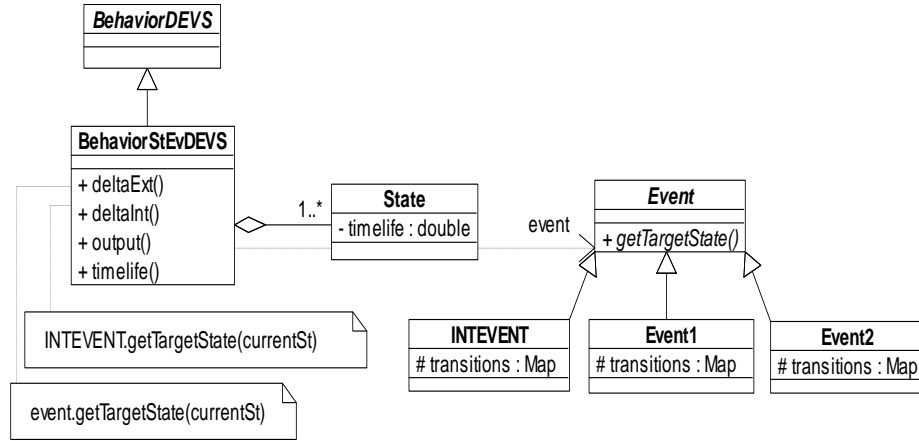 BehaviorDEVS
BehaviorStEvDEVS
+ deltaExt()
+ deltaInt()
+ output()
+ timelife()
1..*
State
- timelife : double
event
Event
+ getTargetState()
INTEVENT
# transitions : Map
Event1
# transitions : Map
Event2
# transitions : Map
INTEVENT.getTargetState(currentSt)
event.getTargetState(currentSt)